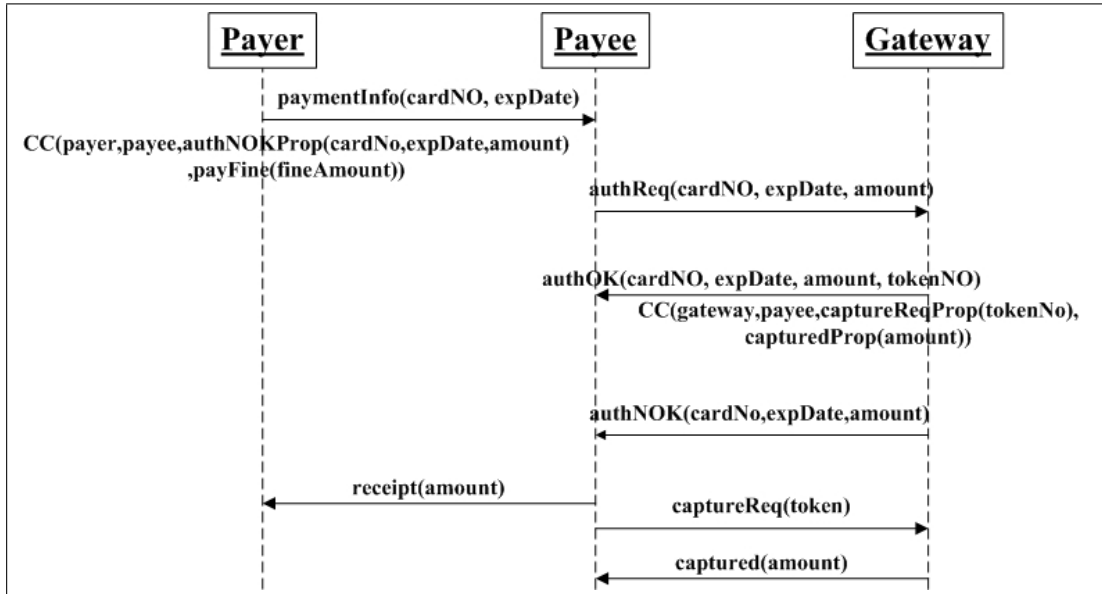 Payer
Payee
Gateway
paymentInfo(cardNO, expDate)
CC(payer,payee,authNOKProp(cardNo,expDate,amount)
,payFine(fineAmount))
authReq(cardNO, expDate, amount)
authOK(cardNO, expDate, amount, tokenNO)
CC(gateway,payee,captureReqProp(tokenNo),
capturedProp(amount))
authNOK(cardNo,expDate,amount)
receipt(amount)
captureReq(token)
captured(amount)